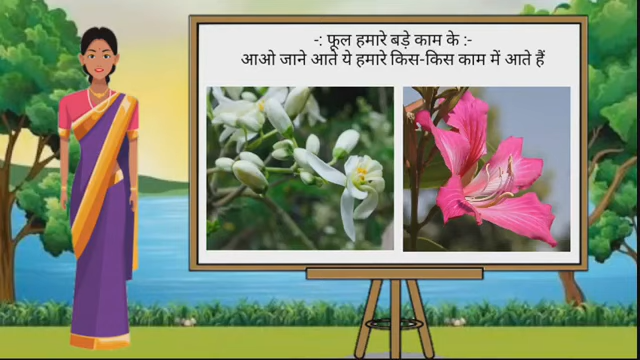 -: फूल हमारे बड़े काम के :-
आओ जाने आते ये हमारे किस-किस काम में आते हैं